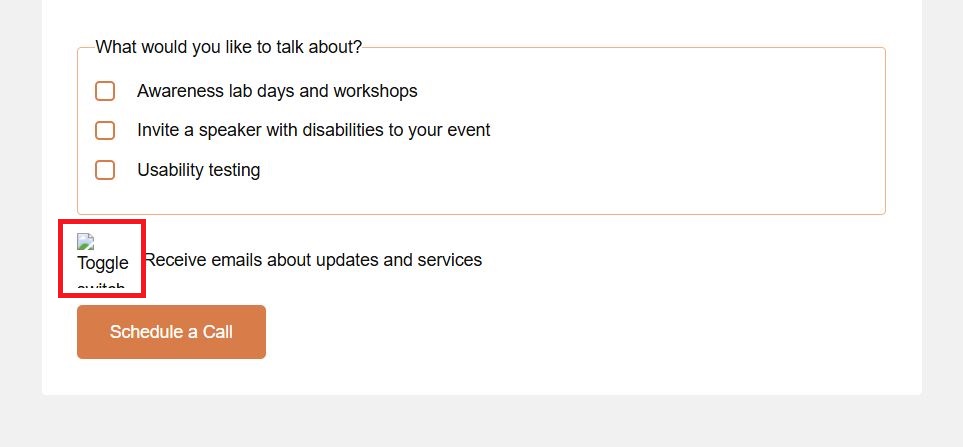 What would you like to talk about?
Awareness lab days and workshops
Invite a speaker with disabilities to your event
Usability testing
Toggle
switch
Receive emails about updates and services
Schedule a Call